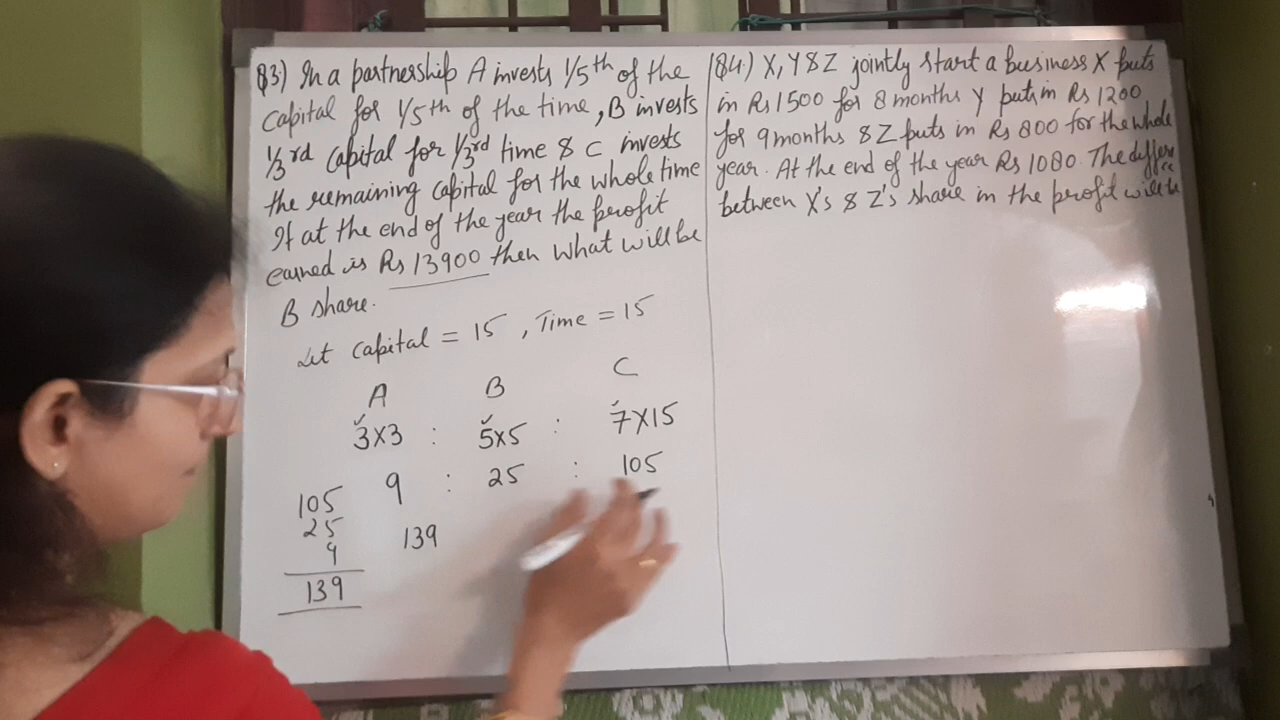 Q3) In a partnership A invests 1/5th of the
capital for 1/5th of the time, B invests
1/3rd capital for 1/3rd time & C invests
the remaining capital for the whole time
If at the end of the year the profit
earned is Rs 13900 then what will be
B share.
Let capital = 15, Time = 15
A B C
3x3 : 5x5 : 7x15
9 : 25 : 105
105
25
9
139
139
Q4.) X, Y & Z jointly start a business X puts
in Rs 1500 for 8 months Y puts in Rs 1200
for 9 months & Z puts in Rs 800 for the whole
year. At the end of the year Rs 1080. The differe
nce
between X's & Z's share in the profit will be